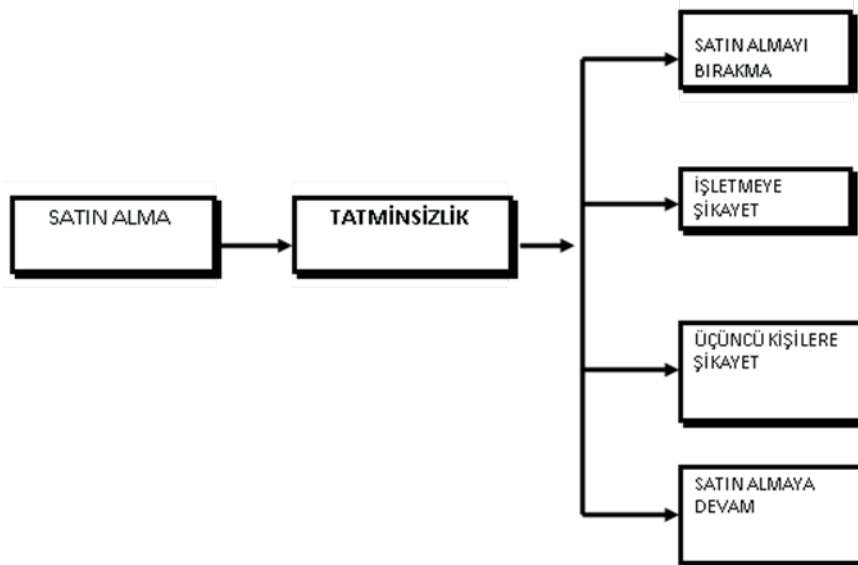 SATIN ALMA
TATMİNSİZLİK
SATIN ALMAYI
BIRAKMA
İŞLETMEYE
ŞİKAYET
ÜÇÜNCÜ KİŞİLERE
ŞİKAYET
SATIN ALMAYA
DEVAM